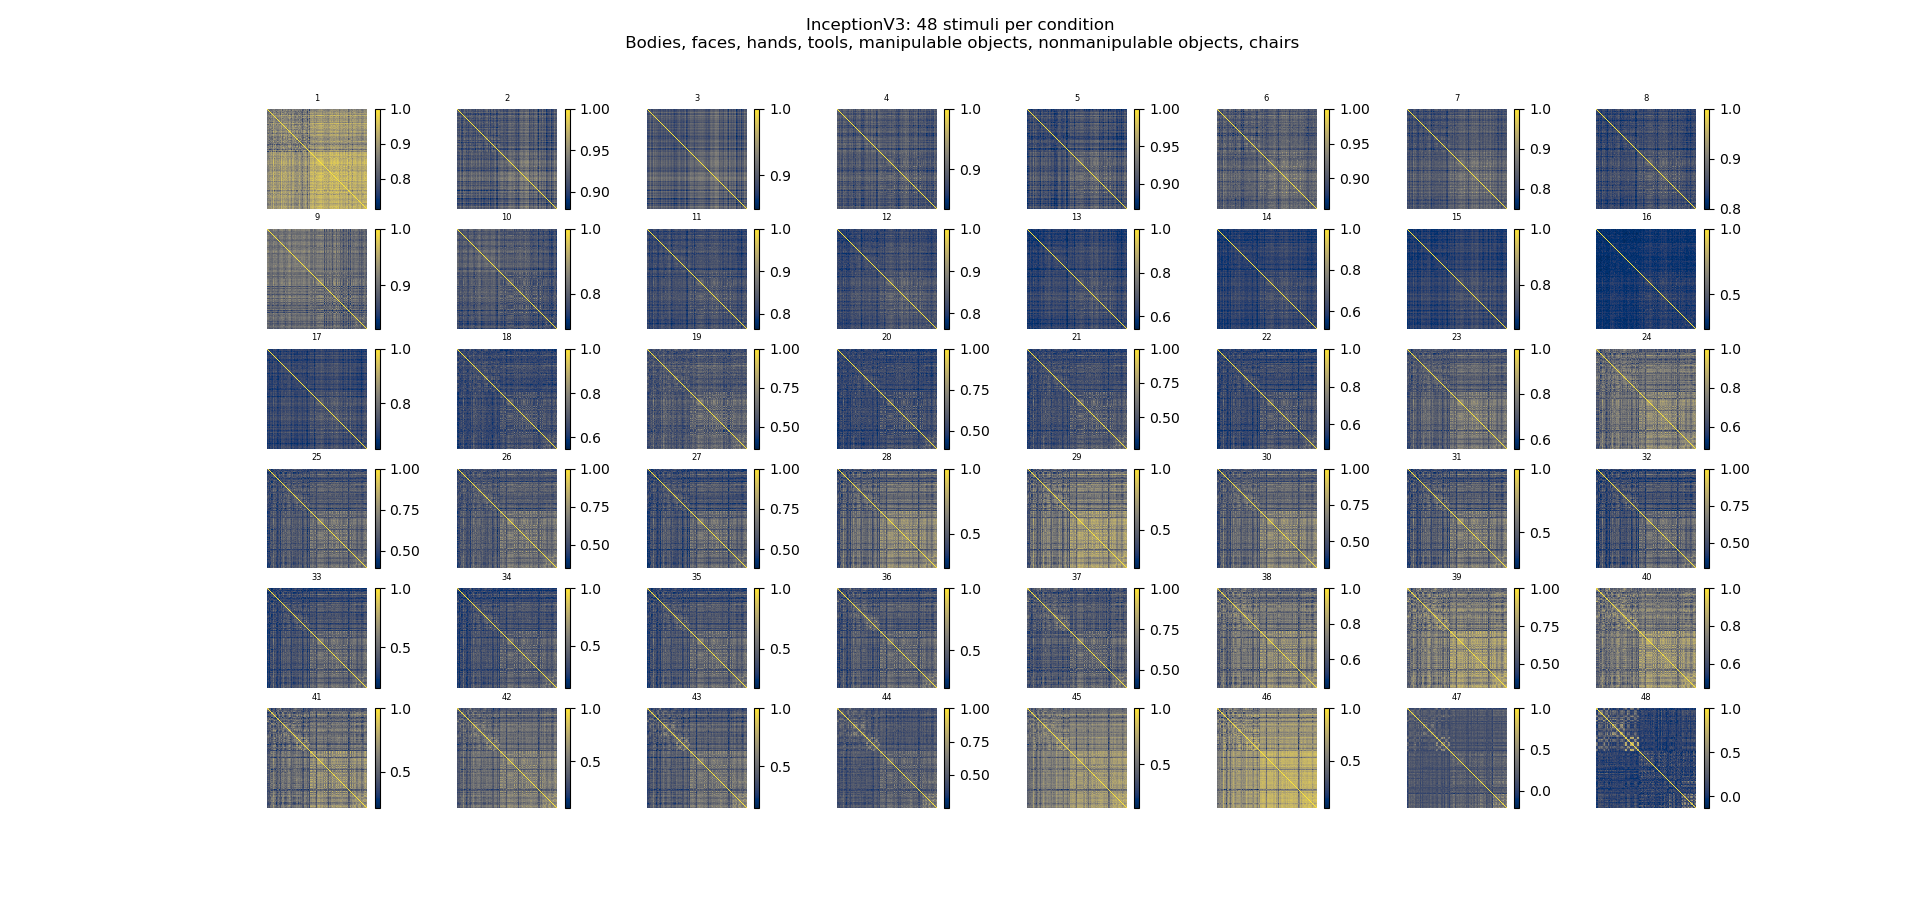 InceptionV3: 48 stimuli per condition
Bodies, faces, hands, tools, manipulable objects, nonmanipulable objects, chairs
1 2 3 4 5 6 7 8
1.0 1.00 1.0 1.0 1.00 1.00 1.0 1.0
0.9 0.95 0.9 0.9 0.95 0.95 0.9 0.9
0.8 0.90 0.90 0.90 0.8 0.8
9 10 11 12 13 14 15 16
1.0 1.0 1.0 1.0 1.0 1.0 1.0 1.0
0.9 0.8 0.9 0.9 0.8 0.8 0.8 0.5
0.8 0.8 0.6 0.6
17 18 19 20 21 22 23 24
1.0 1.0 1.00 1.00 1.00 1.0 1.0 1.0
0.8 0.8 0.75 0.75 0.75 0.8 0.8 0.8
0.6 0.50 0.50 0.50 0.6 0.6 0.6
25 26 27 28 29 30 31 32
1.00 1.00 1.00 1.0 1.0 1.00 1.0 1.00
0.75 0.75 0.75 0.5 0.5 0.75 0.5 0.75
0.50 0.50 0.50 0.50 0.50
33 34 35 36 37 38 39 40
1.0 1.0 1.0 1.0 1.00 1.0 1.00 1.0
0.5 0.5 0.5 0.5 0.75 0.8 0.75 0.8
0.50 0.6 0.50 0.6
41 42 43 44 45 46 47 48
1.0 1.0 1.0 1.00 1.0 1.0 1.0 1.0
0.5 0.5 0.5 0.75 0.5 0.5 0.5 0.5
0.50 0.0 0.0